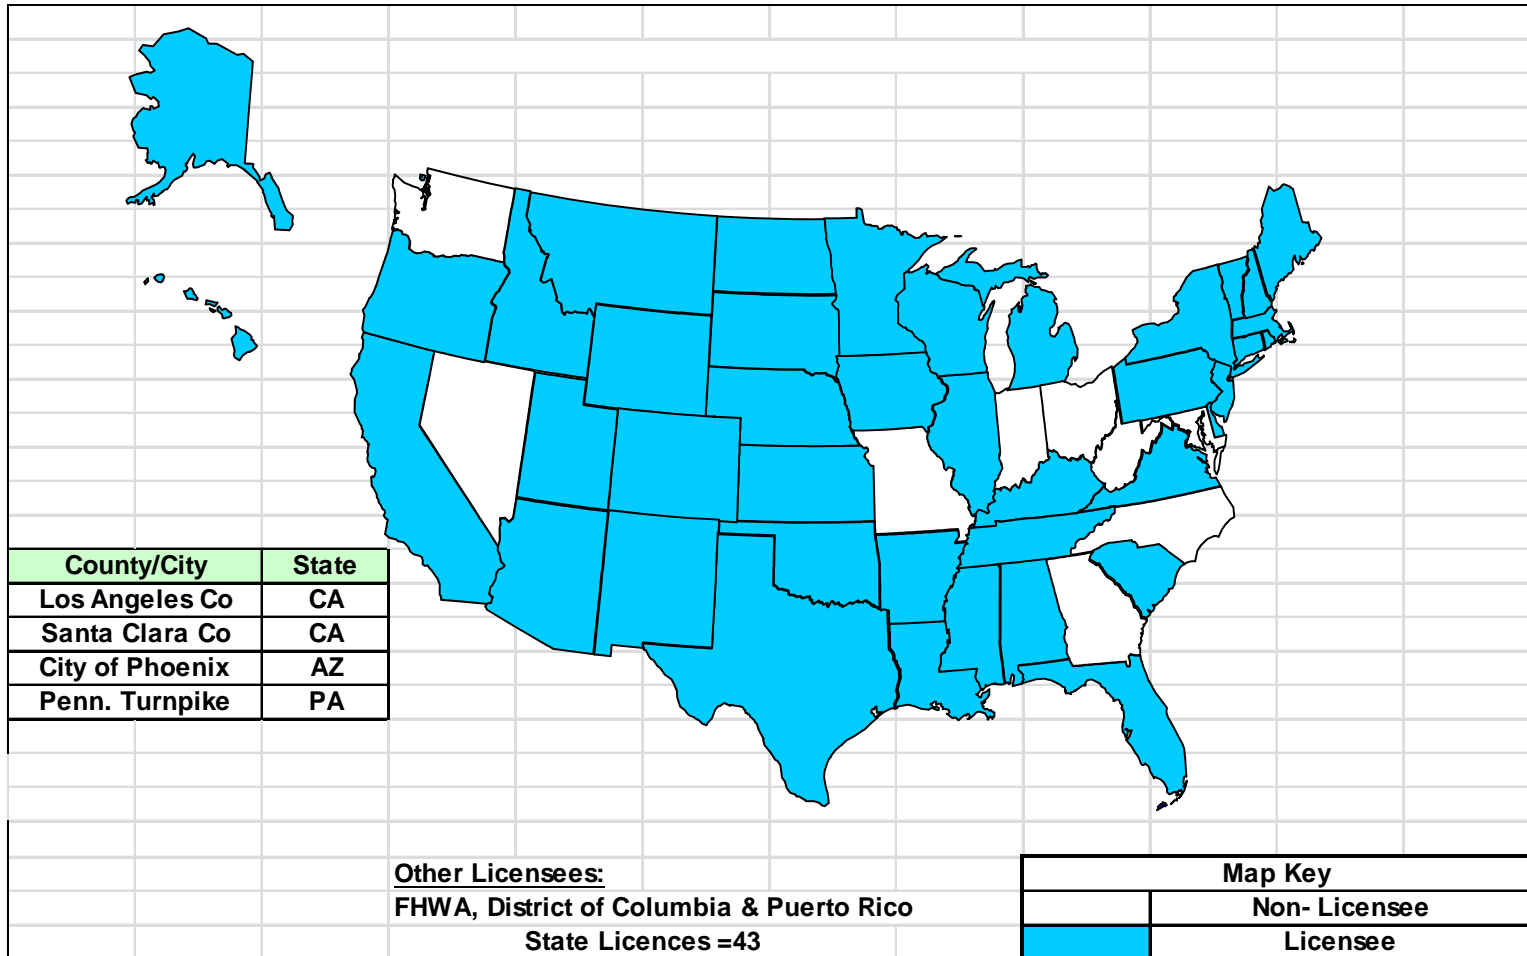 County/City State
Los Angeles Co CA
Santa Clara Co CA
City of Phoenix AZ
Penn. Turnpike PA
Other Licensees:
FHWA, District of Columbia & Puerto Rico
State Licences =43
Map Key
Non- Licensee
Licensee